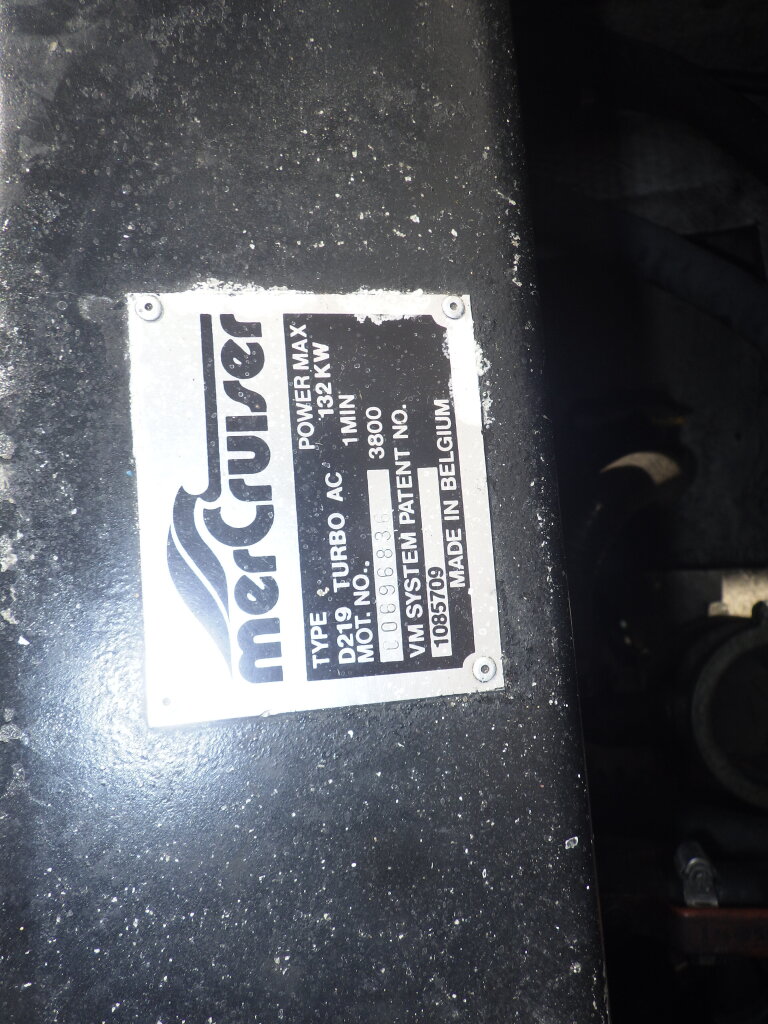 merCruiser
TYPE POWER MAX
D219 TURBO AC 132 KW
MOT. NO. 1 MIN
00696836 3800
VM SYSTEM PATENT NO.
1085709
MADE IN BELGIUM